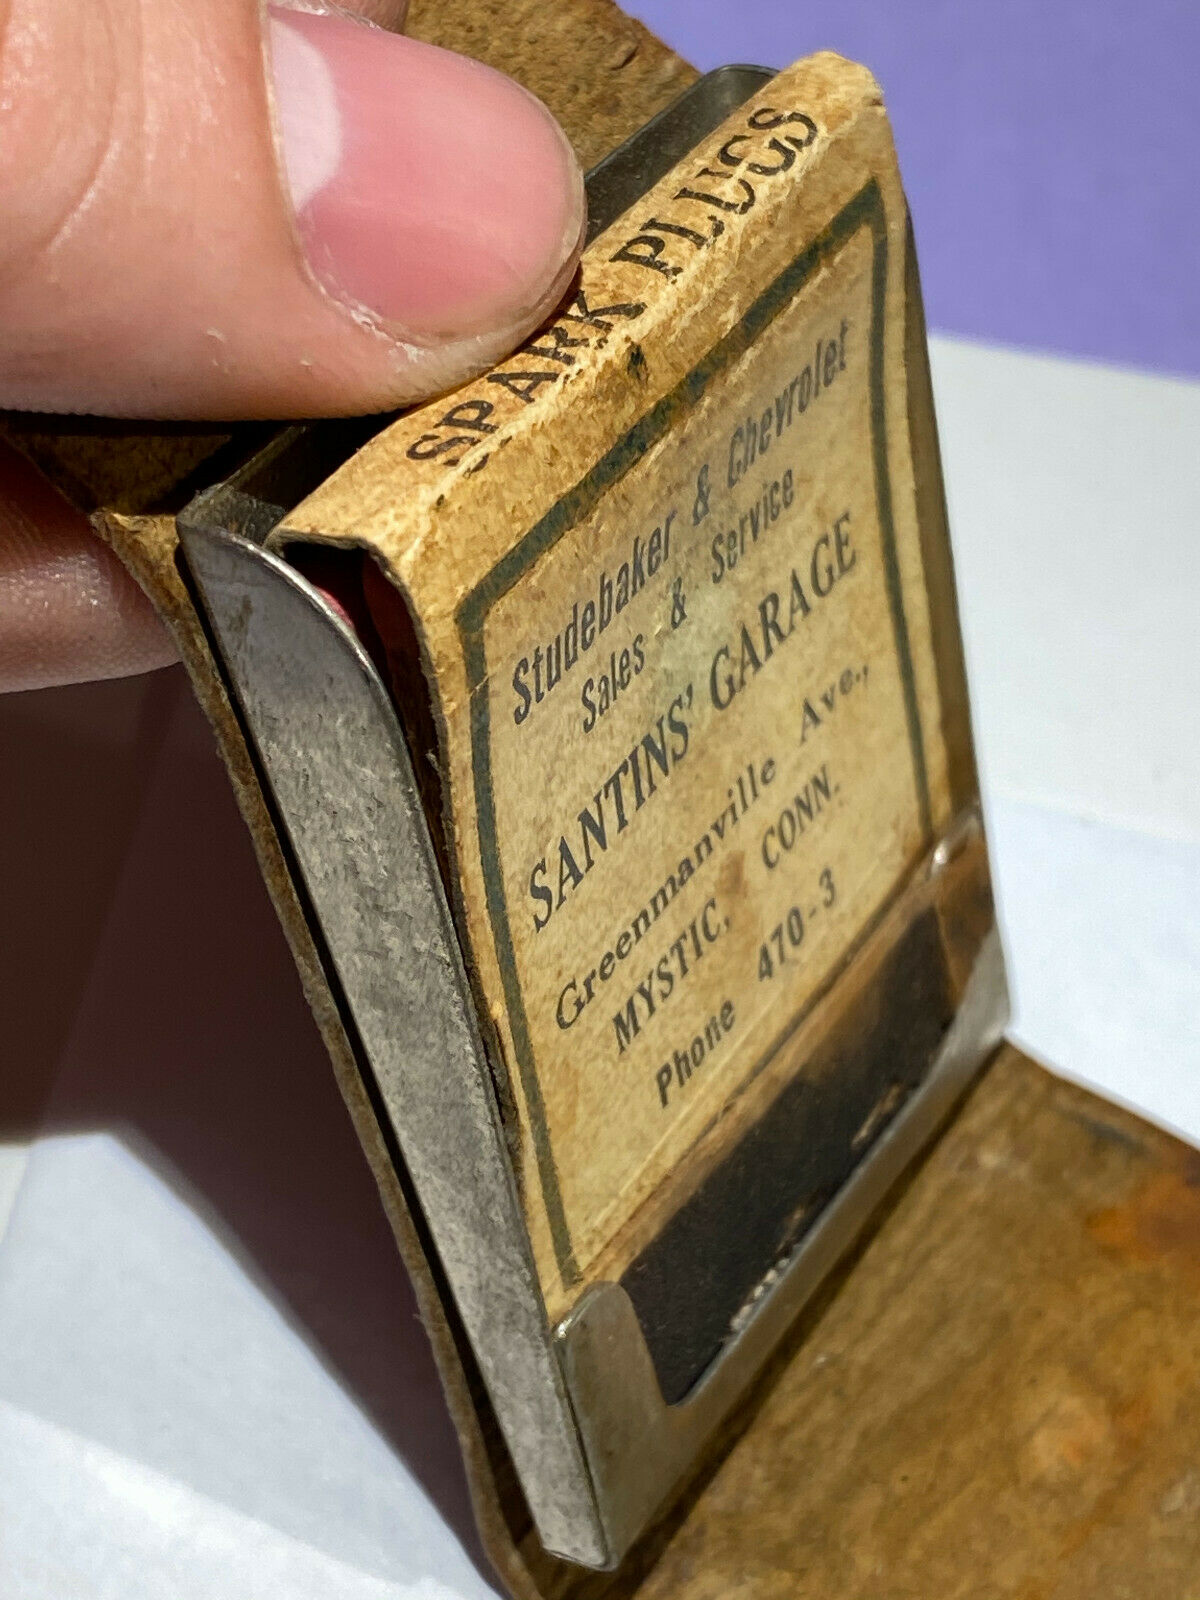 SPARK PLUGS
Studebaker & Chevrolet
Sales & Service
SANTINS' GARAGE
Greenmanville Ave.,
MYSTIC, CONN.
Phone 470-3